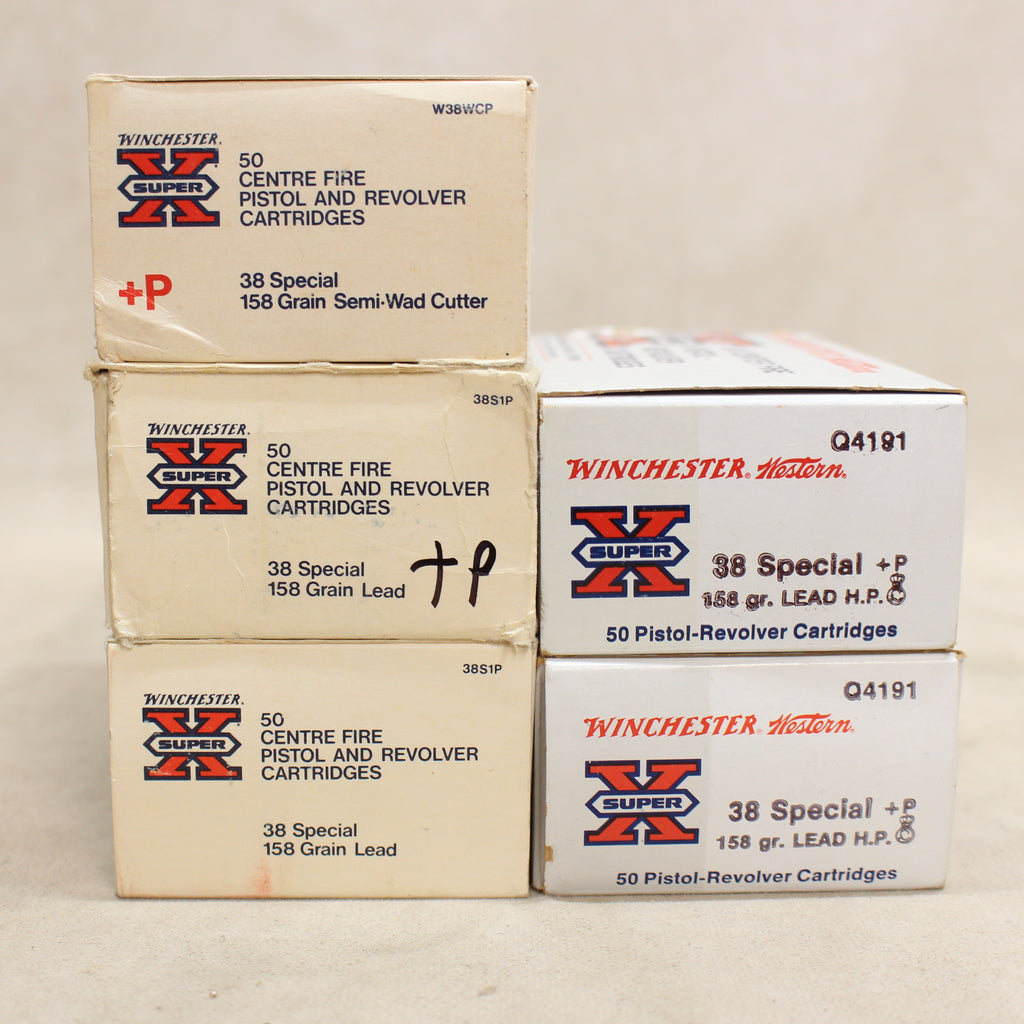 W38WCP
WINCHESTER.
SUPER X
50
CENTRE FIRE
PISTOL AND REVOLVER
CARTRIDGES
+P
38 Special
158 Grain Semi-Wad Cutter
38S1P
WINCHESTER.
SUPER X
50
CENTRE FIRE
PISTOL AND REVOLVER
CARTRIDGES
38 Special
158 Grain Lead
+P
38S1P
WINCHESTER.
SUPER X
50
CENTRE FIRE
PISTOL AND REVOLVER
CARTRIDGES
38 Special
158 Grain Lead
Q4191
WINCHESTER® Western®
SUPER X
38 Special +P
158 gr. LEAD H.P.
50 Pistol-Revolver Cartridges
Q4191
WINCHESTER® Western®
SUPER X
38 Special +P
158 gr. LEAD H.P.
50 Pistol-Revolver Cartridges